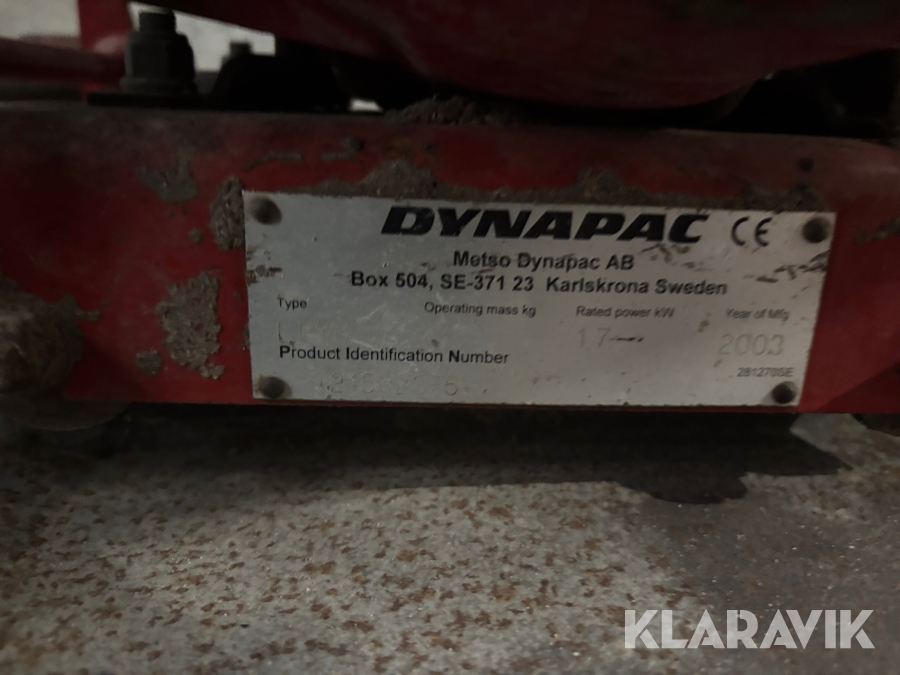 DYNAPAC CE
Metso Dynapac AB
Box 504, SE-371 23 Karlskrona Sweden
Type Operating mass kg Rated power kW Year of Mfg
17 2003
Product Identification Number
281270SE
KLARAVIK